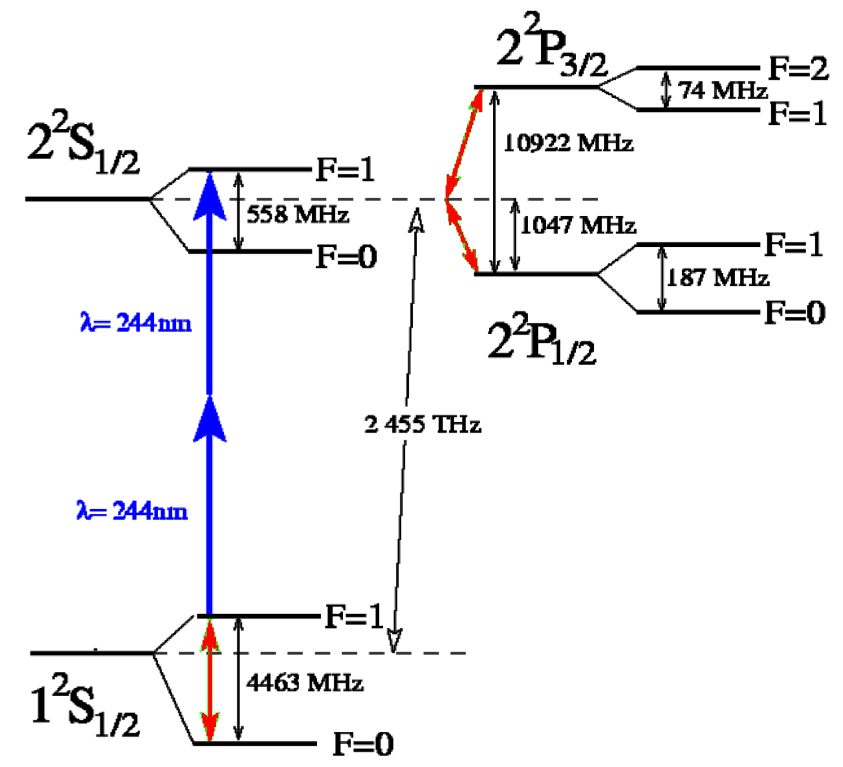 2²P3/2
F=2
74 MHz
F=1
10922 MHz
2²S1/2
F=1
558 MHz
F=0
1047 MHz
F=1
187 MHz
F=0
2²P1/2
λ= 244nm
2 455 THz
λ= 244nm
F=1
4463 MHz
1²S1/2
F=0